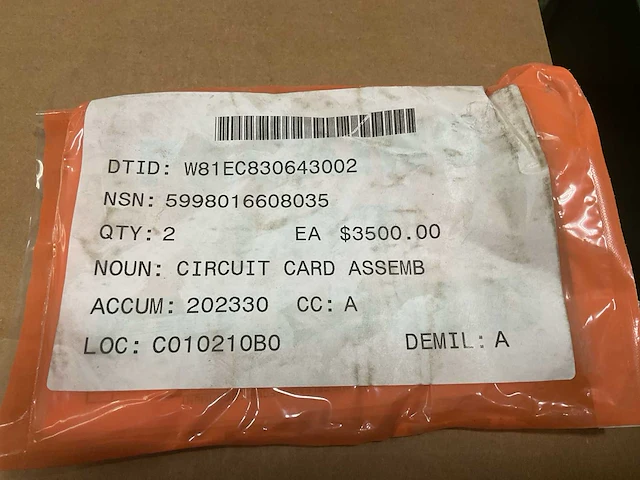 DTID: W81EC830643002
NSN: 5998016608035
QTY: 2 EA $3500.00
NOUN: CIRCUIT CARD ASSEMB
ACCUM: 202330 CC: A
LOC: C010210B0 DEMIL: A